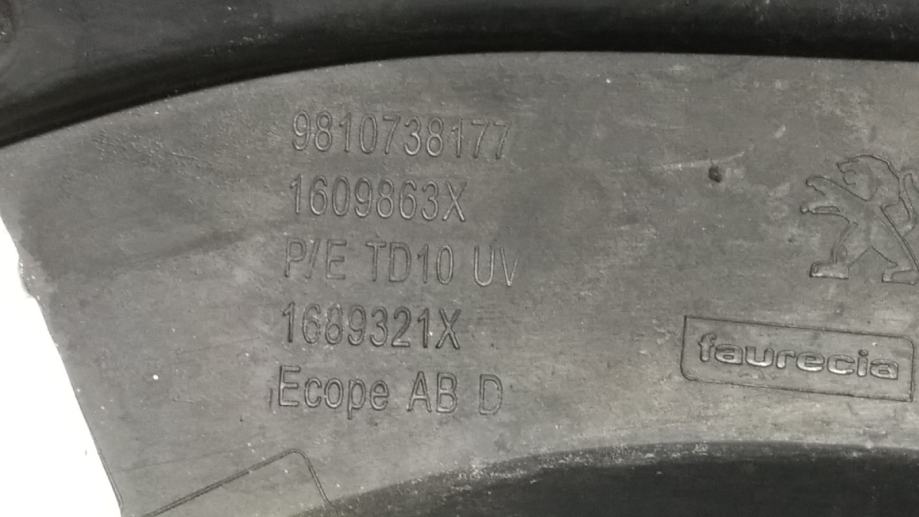 9810738177
1609863X
P/E TD10 UV
1689321X
Ecope AB D
faurecia